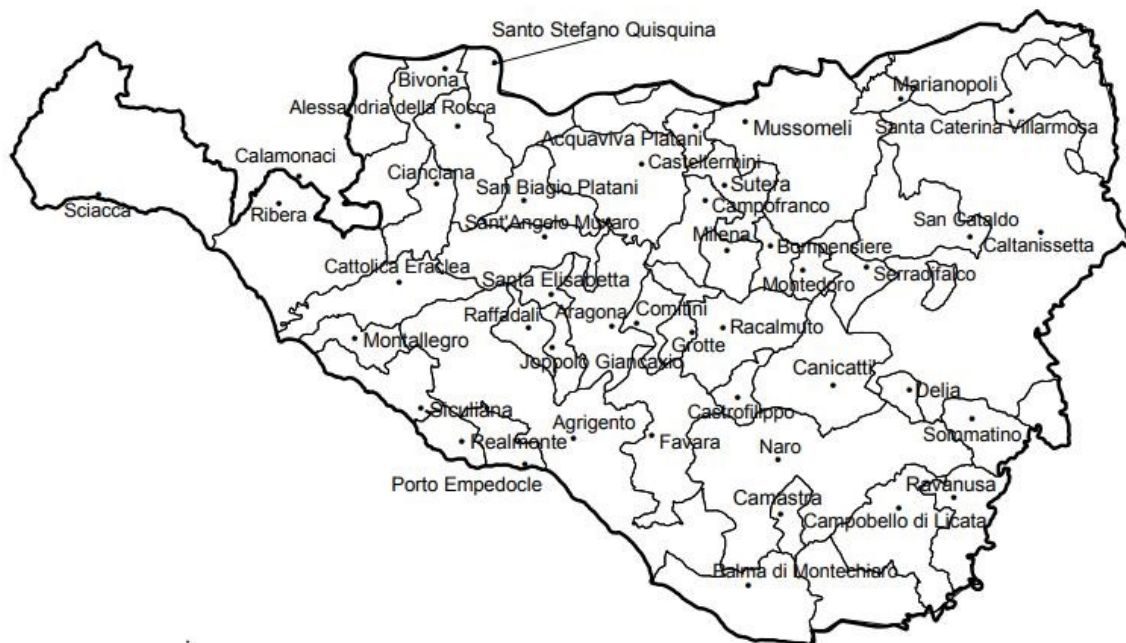 Santo Stefano Quisquina
Bivona
Marianopoli
Alessandria della Rocca
Mussomeli
Santa Caterina Villarmosa
Acquaviva Platani
Calamonaci
Castellermini
Cianciana
San Biagio Platani
Sutera
Sciacca
Ribera
Campofranco
Sant'Angolo Muxaro
Milena
San Cataldo
Bompensiere
Caltanissetta
Cattolica Eraclea
Santa Elisabetta
Montedoro
Serradifalco
Raffadali
Aragona
Comitini
Racalmuto
Montallegro
Grotte
Joppolo Giancaxio
Canicatti'
Delia
Siculiana
Castrofilippo
Agrigento
Favara
Sommatino
Realmonte
Naro
Porto Empedocle
Ravanusa
Camastra
Campobello di Licata
Palma di Montechiaro